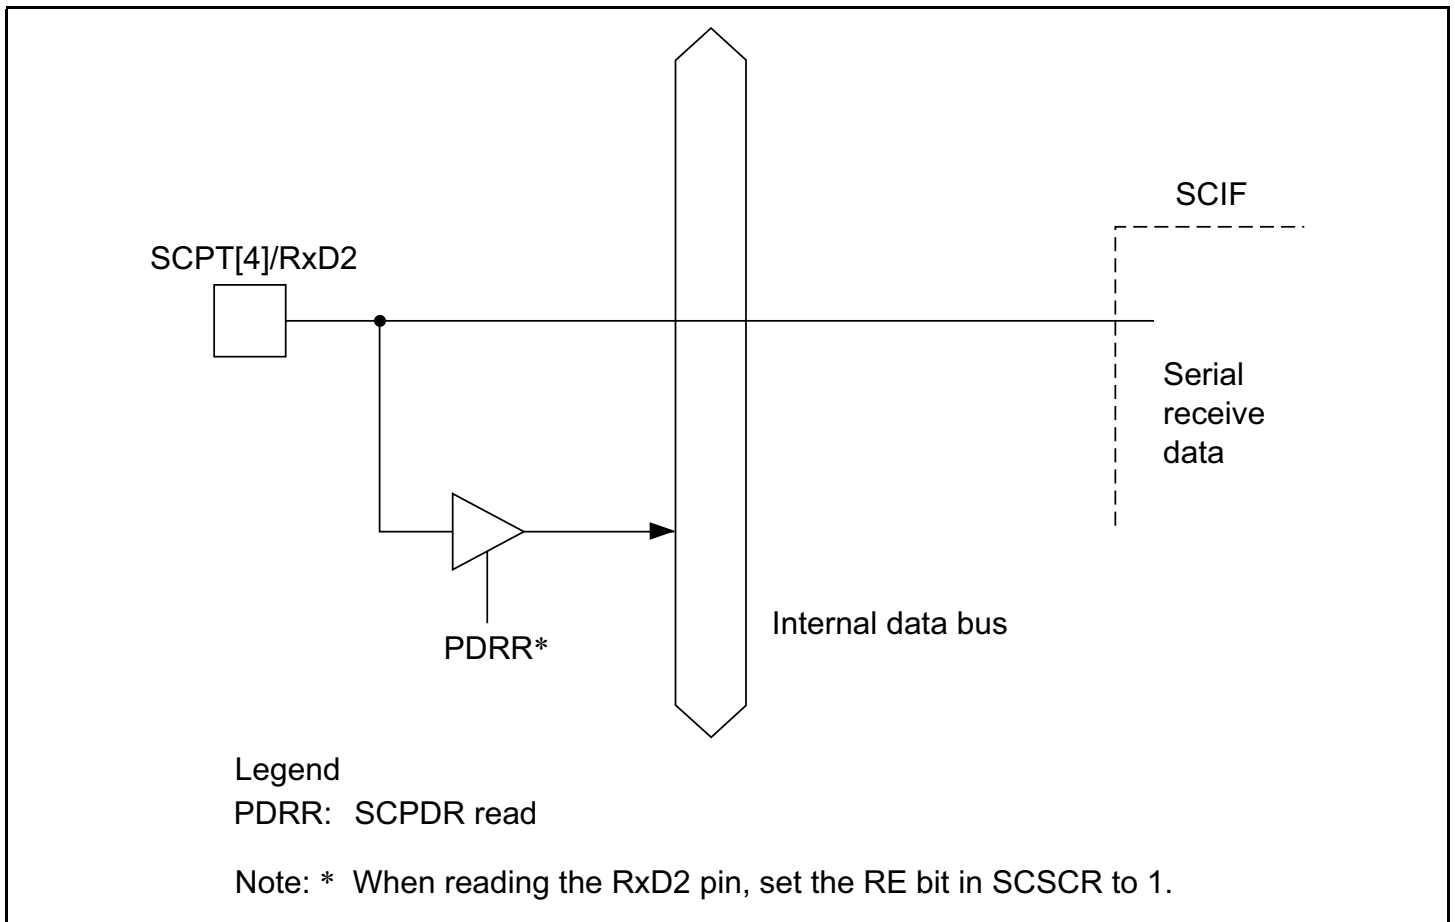 SCIF
SCPT[4]/RxD2
Serial
receive
data
Internal data bus
PDRR*
Legend
PDRR: SCPDR read
Note: * When reading the RxD2 pin, set the RE bit in SCSCR to 1.